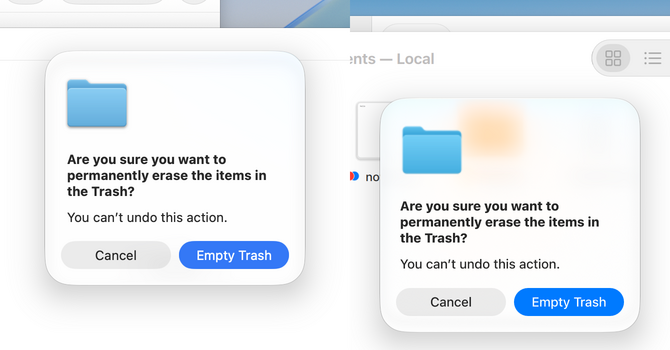 Are you sure you want to
permanently erase the items in
the Trash?
You can’t undo this action.
Cancel
Empty Trash
ents — Local
no
Are you sure you want to
permanently erase the items in
the Trash?
You can’t undo this action.
Cancel
Empty Trash